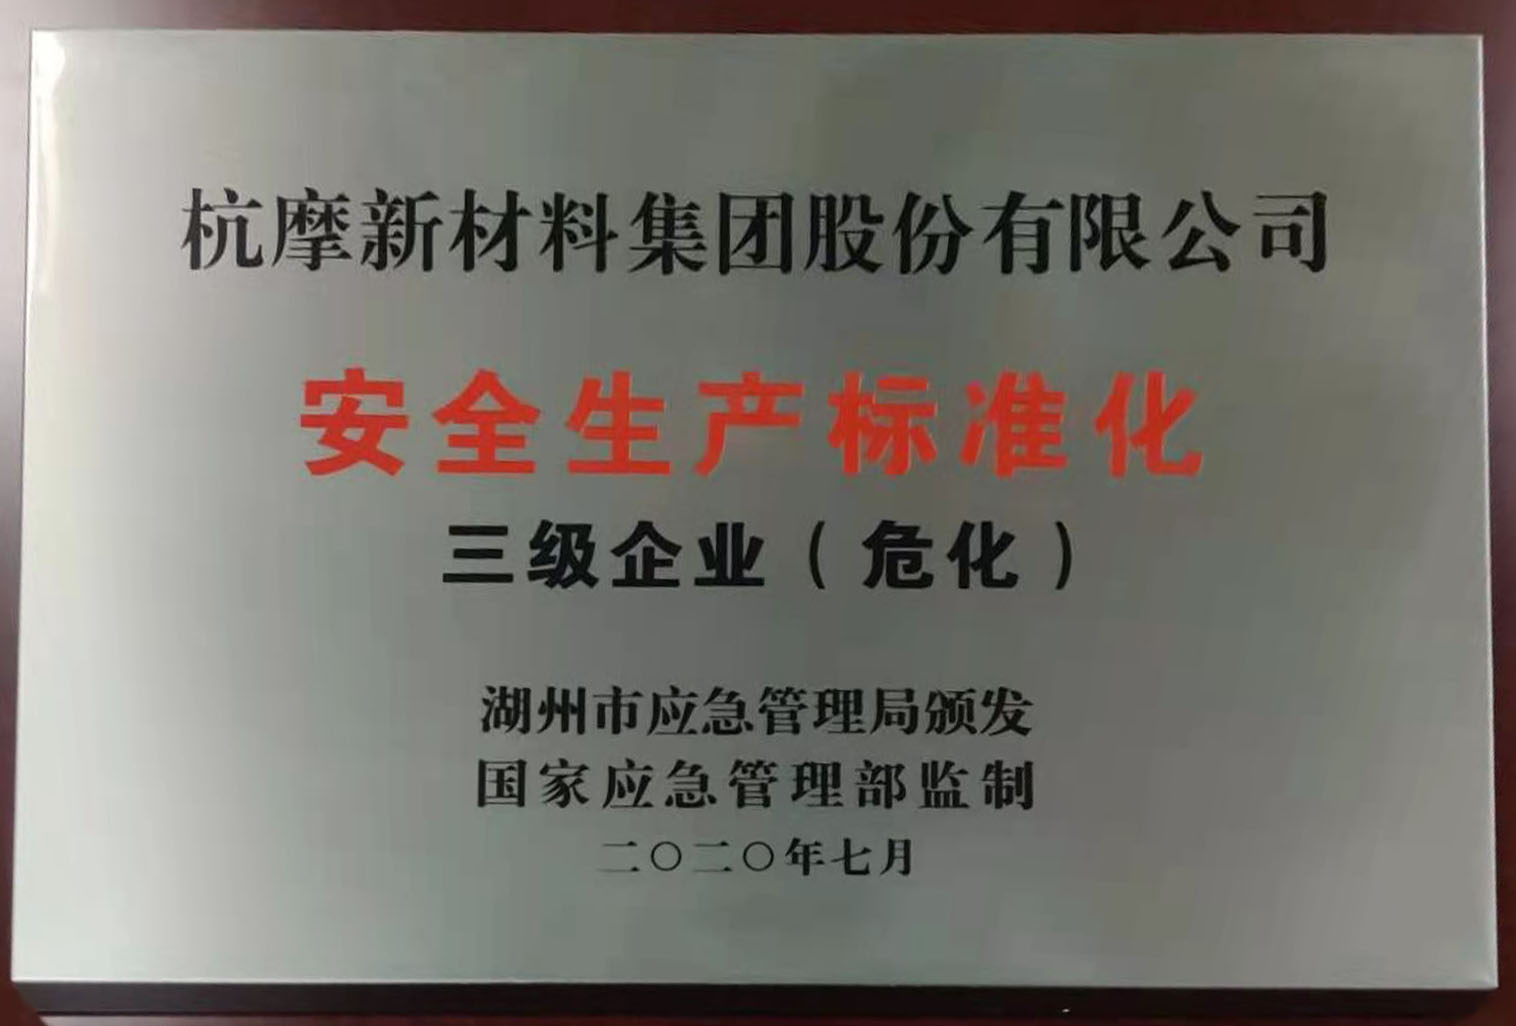 杭摩新材料集团股份有限公司
安全生产标准化
三级企业（危化）
湖州市应急管理局颁发
国家应急管理部监制
二〇二〇年七月